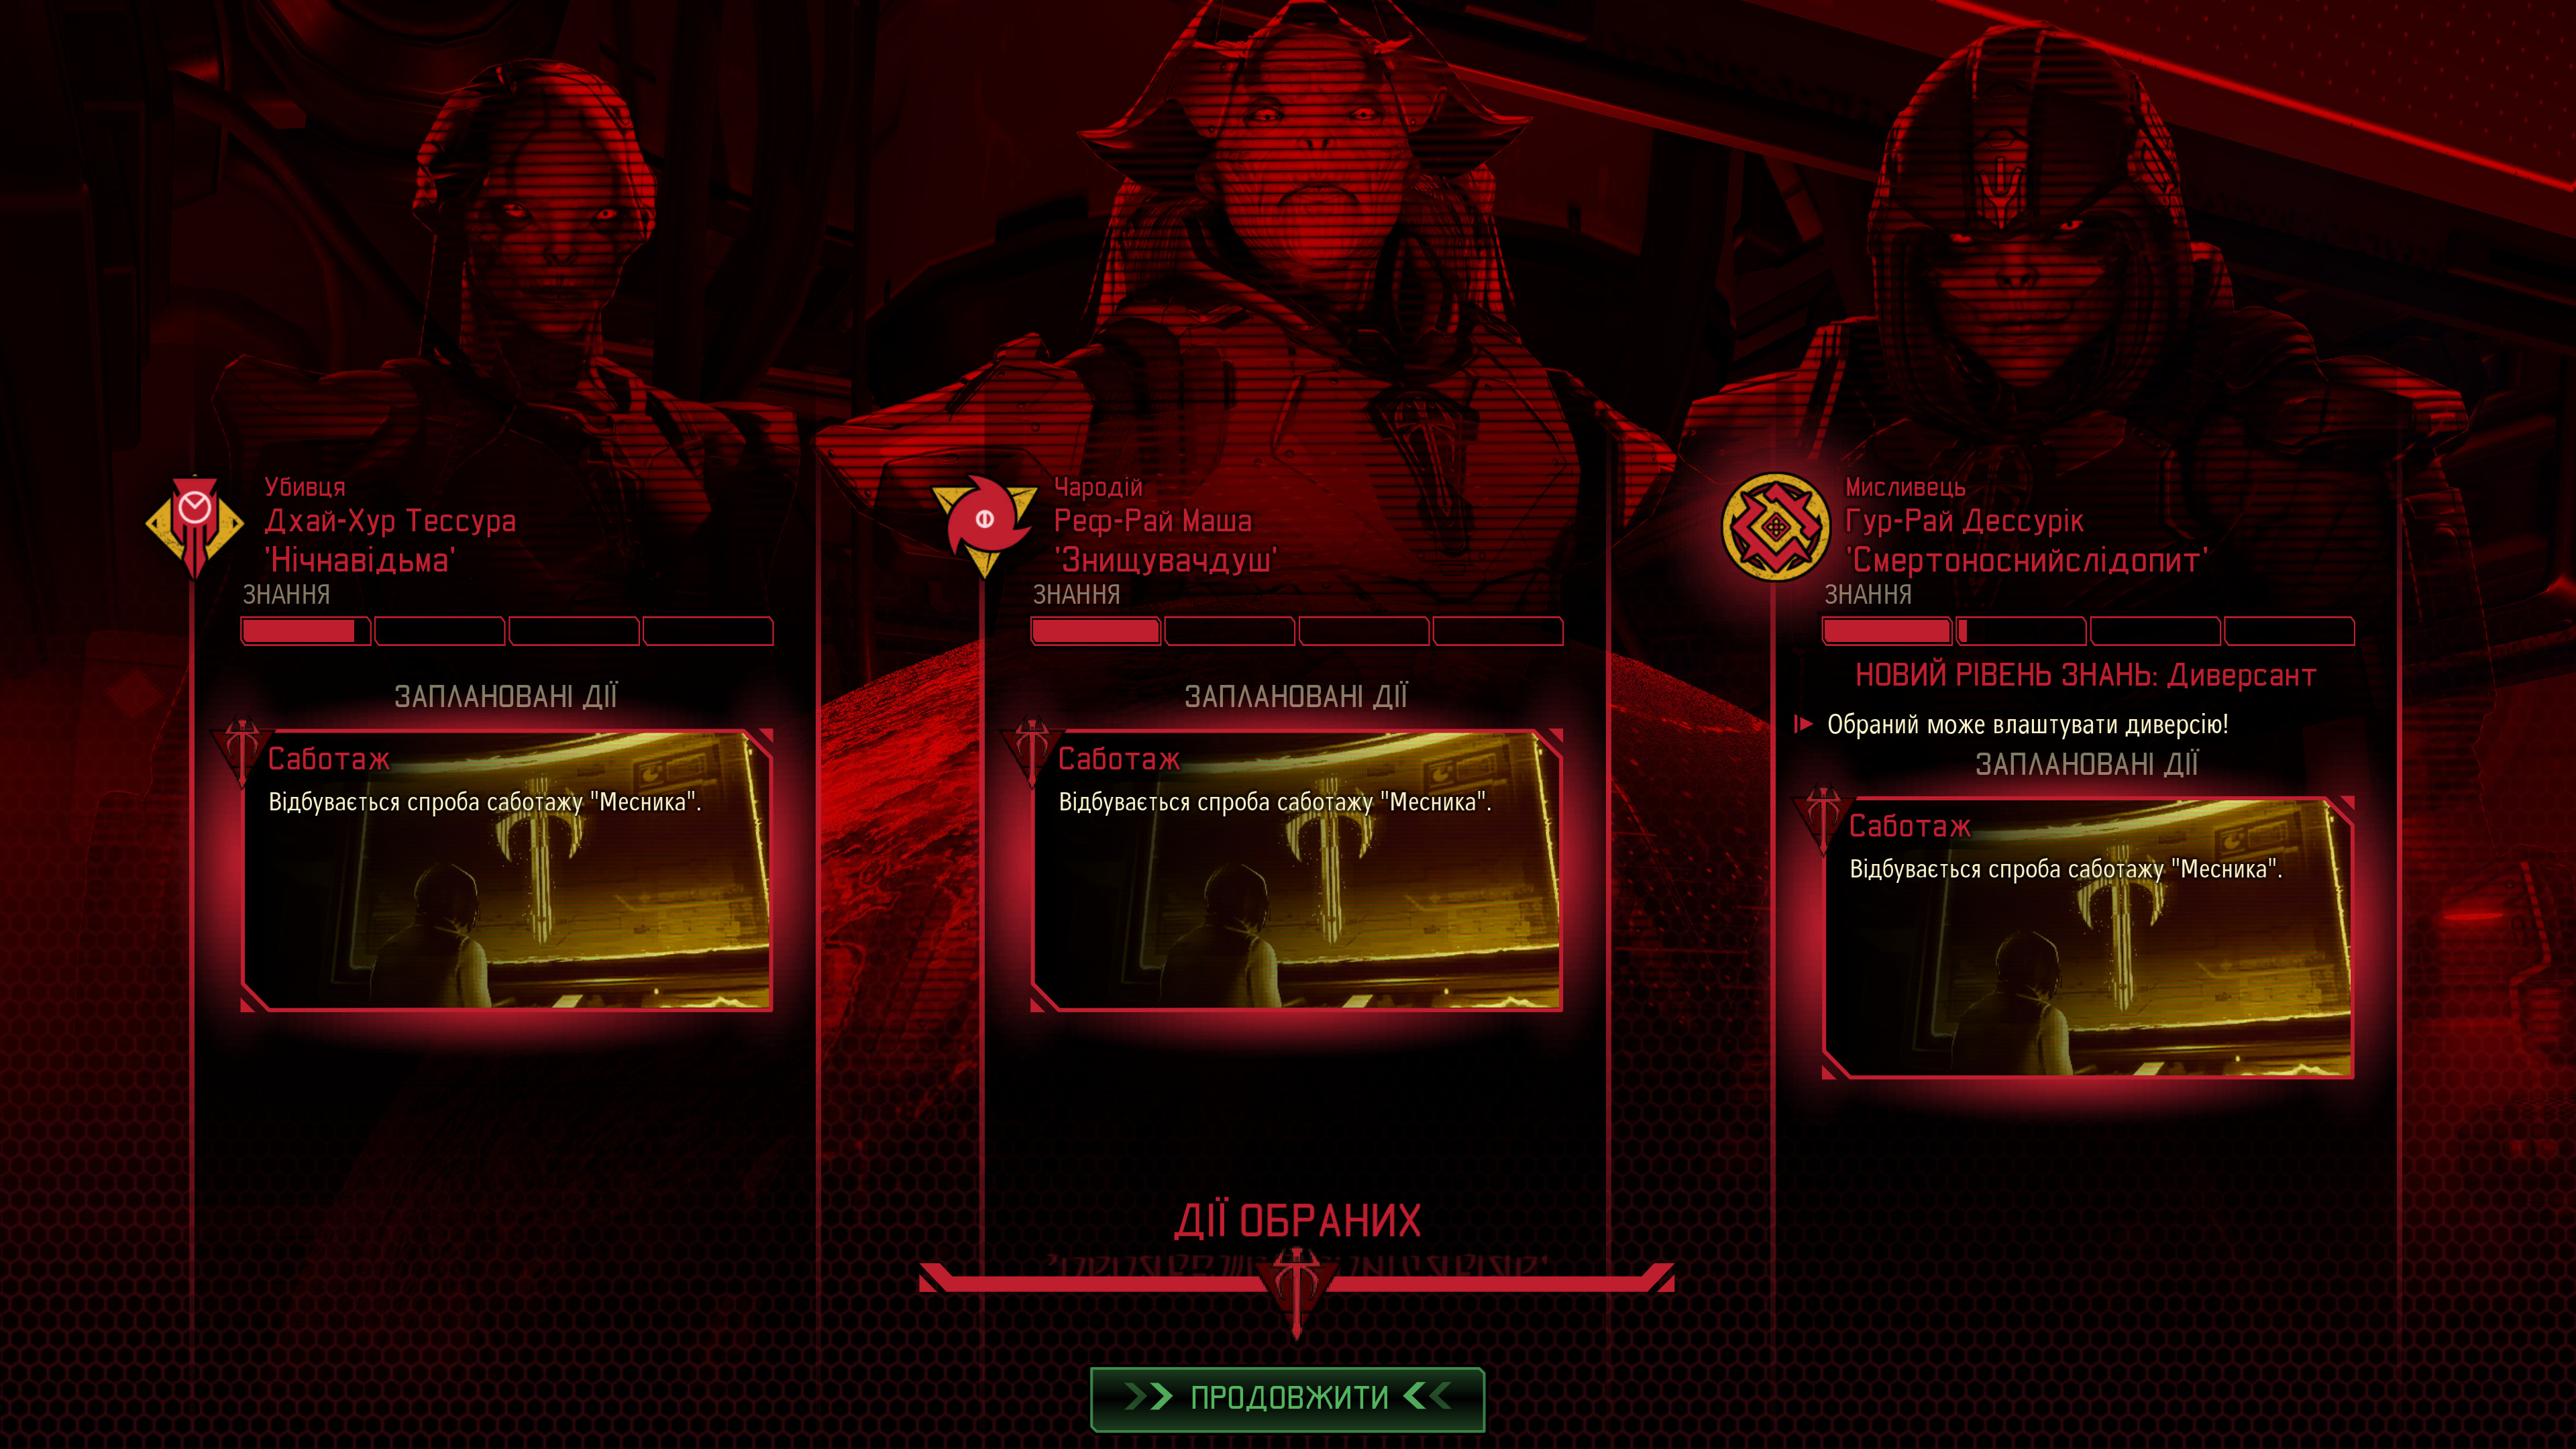 Убивця
Дхай-Хур Тессура
'Нічнавідьма'
ЗНАННЯ
ЗАПЛАНОВАНІ ДІЇ
Саботаж
Відбувається спроба саботажу "Месника".
Чародій
Реф-Рай Маша
'Знищувачдуш'
ЗНАННЯ
ЗАПЛАНОВАНІ ДІЇ
Саботаж
Відбувається спроба саботажу "Месника".
Мисливець
Гур-Рай Дессурік
'Смертоноснийслідопит'
ЗНАННЯ
НОВИЙ РІВЕНЬ ЗНАНЬ: Диверсант
Обраний може влаштувати диверсію!
ЗАПЛАНОВАНІ ДІЇ
Саботаж
Відбувається спроба саботажу "Месника".
ДІЇ ОБРАНИХ
ПРОДОВЖИТИ